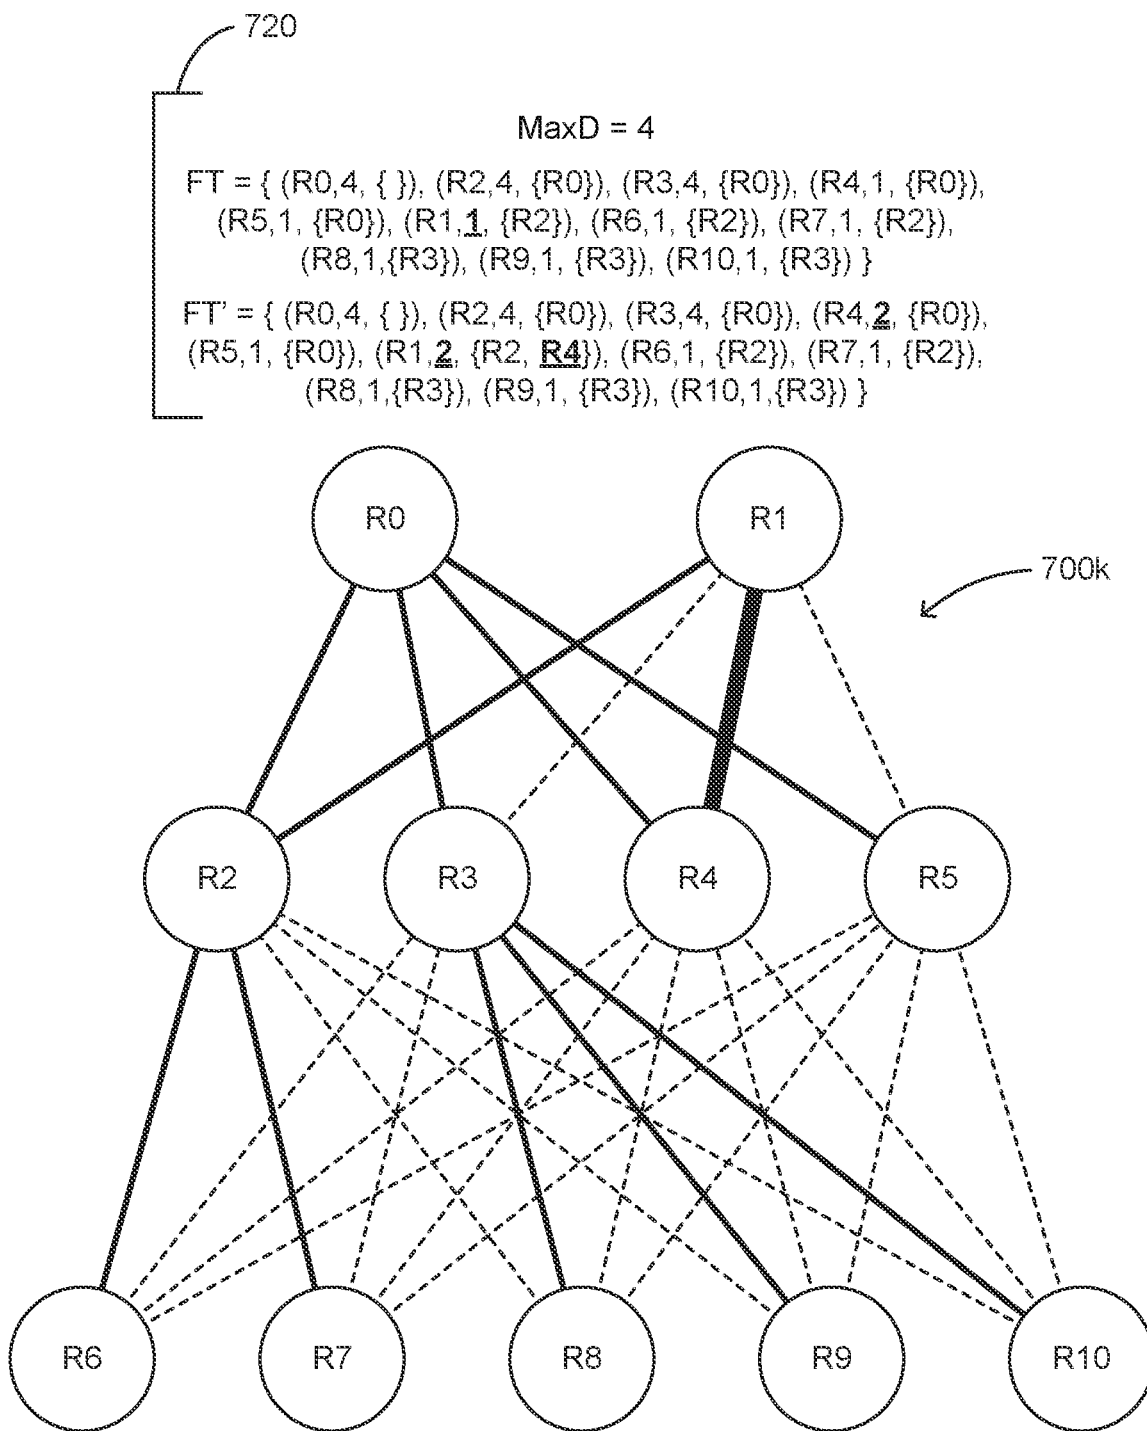 720
MaxD = 4
FT = { (R0,4, { }), (R2,4, {R0}), (R3,4, {R0}), (R4,1, {R0}),
(R5,1, {R0}), (R1,1, {R2}), (R6,1, {R2}), (R7,1, {R2}),
(R8,1,{R3}), (R9,1, {R3}), (R10,1, {R3}) }
FT' = { (R0,4, { }), (R2,4, {R0}), (R3,4, {R0}), (R4,2, {R0}),
(R5,1, {R0}), (R1,2, {R2, R4}), (R6,1, {R2}), (R7,1, {R2}),
(R8,1,{R3}), (R9,1, {R3}), (R10,1,{R3}) }
R0 R1
700k
R2 R3 R4 R5
R6 R7 R8 R9 R10